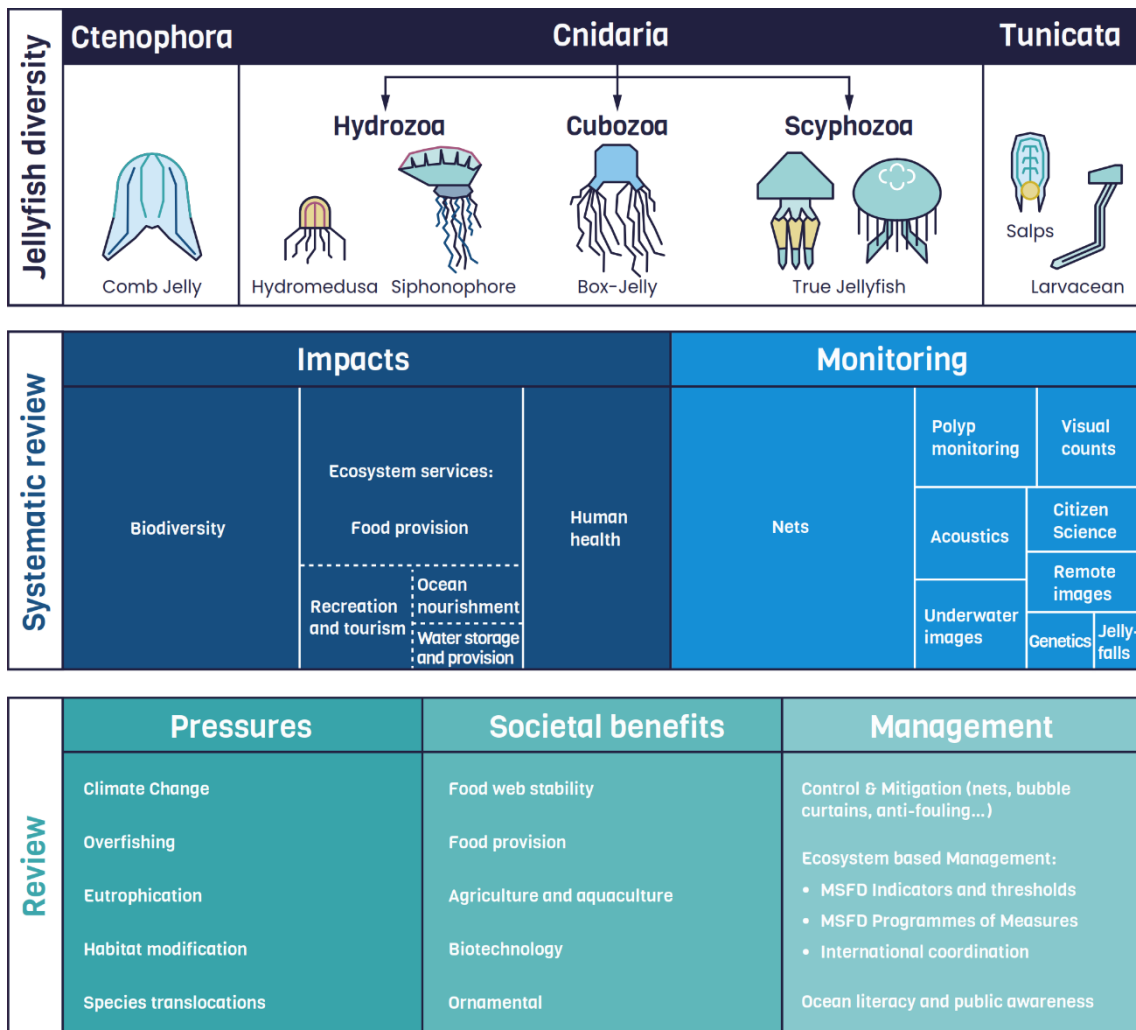 Jellyfish diversity
Ctenophora
Cnidaria
Tunicata
Hydrozoa
Cubozoa
Scyphozoa
Comb Jelly
Hydromedusa
Siphonophore
Box-Jelly
True Jellyfish
Salps
Larvacean
Systematic review
Impacts
Monitoring
Biodiversity
Ecosystem services:
Food provision
Recreation
and tourism
Ocean
nourishment
Water storage
and provision
Human
health
Nets
Polyp
monitoring
Visual
counts
Acoustics
Citizen
Science
Remote
images
Underwater
images
Genetics
Jelly-
falls
Review
Pressures
Climate Change
Overfishing
Eutrophication
Habitat modification
Species translocations
Societal benefits
Food web stability
Food provision
Agriculture and aquaculture
Biotechnology
Ornamental
Management
Control & Mitigation (nets, bubble
curtains, anti-fouling...)
Ecosystem based Management:
• MSFD Indicators and thresholds
• MSFD Programmes of Measures
• International coordination
Ocean literacy and public awareness